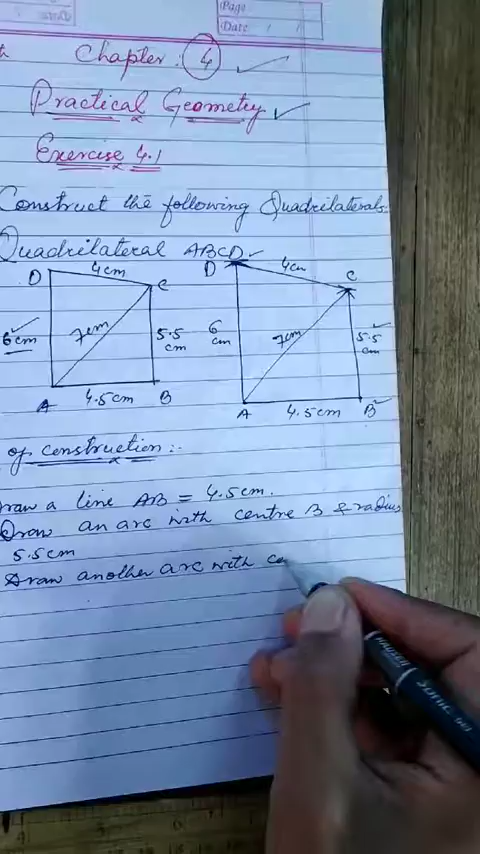 Page
Date / /
Chapter : 4
Practical Geometry
Exercise 4.1
Construct the following Quadrilaterals.
Quadrilateral ABCD.
D 4cm C
6cm 7cm 5.5 cm
A 4.5cm B
D 4cm C
6 cm 7cm 5.5 cm
A 4.5cm B
of construction :-
raw a line AB = 4.5cm.
Draw an arc with centre B & radius
5.5cm
Draw another arc with ce